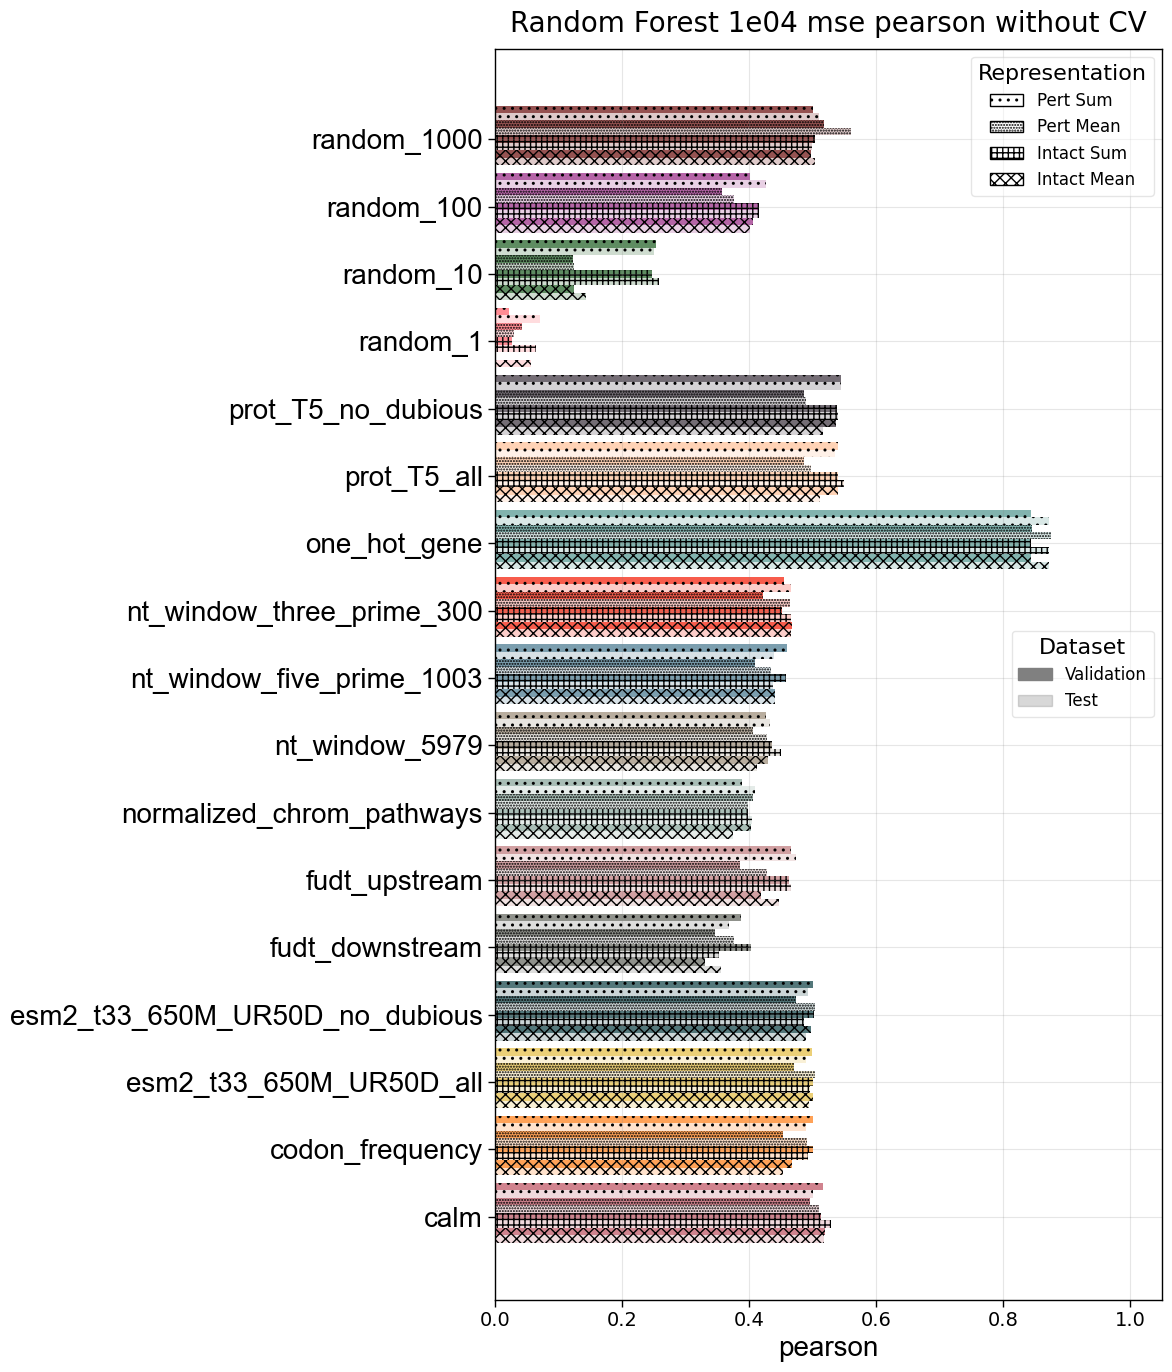 Random Forest 1e04 mse pearson without CV
Representation
Pert Sum
Pert Mean
Intact Sum
Intact Mean
random_1000
random_100
random_10
random_1
prot_T5_no_dubious
prot_T5_all
one_hot_gene
nt_window_three_prime_300
nt_window_five_prime_1003
Dataset
Validation
Test
nt_window_5979
normalized_chrom_pathways
fudt_upstream
fudt_downstream
esm2_t33_650M_UR50D_no_dubious
esm2_t33_650M_UR50D_all
codon_frequency
calm
0.0 0.2 0.4 0.6 0.8 1.0
pearson